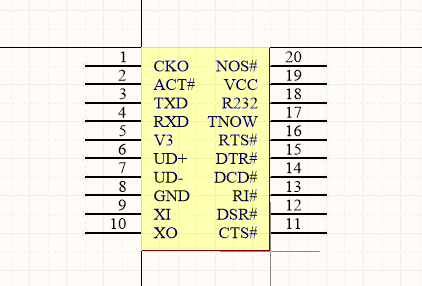 1 CKO NOS# 20
2 ACT# VCC 19
3 TXD R232 18
4 RXD TNOW 17
5 V3 RTS# 16
6 UD+ DTR# 15
7 UD- DCD# 14
8 GND RI# 13
9 XI DSR# 12
10 XO CTS# 11